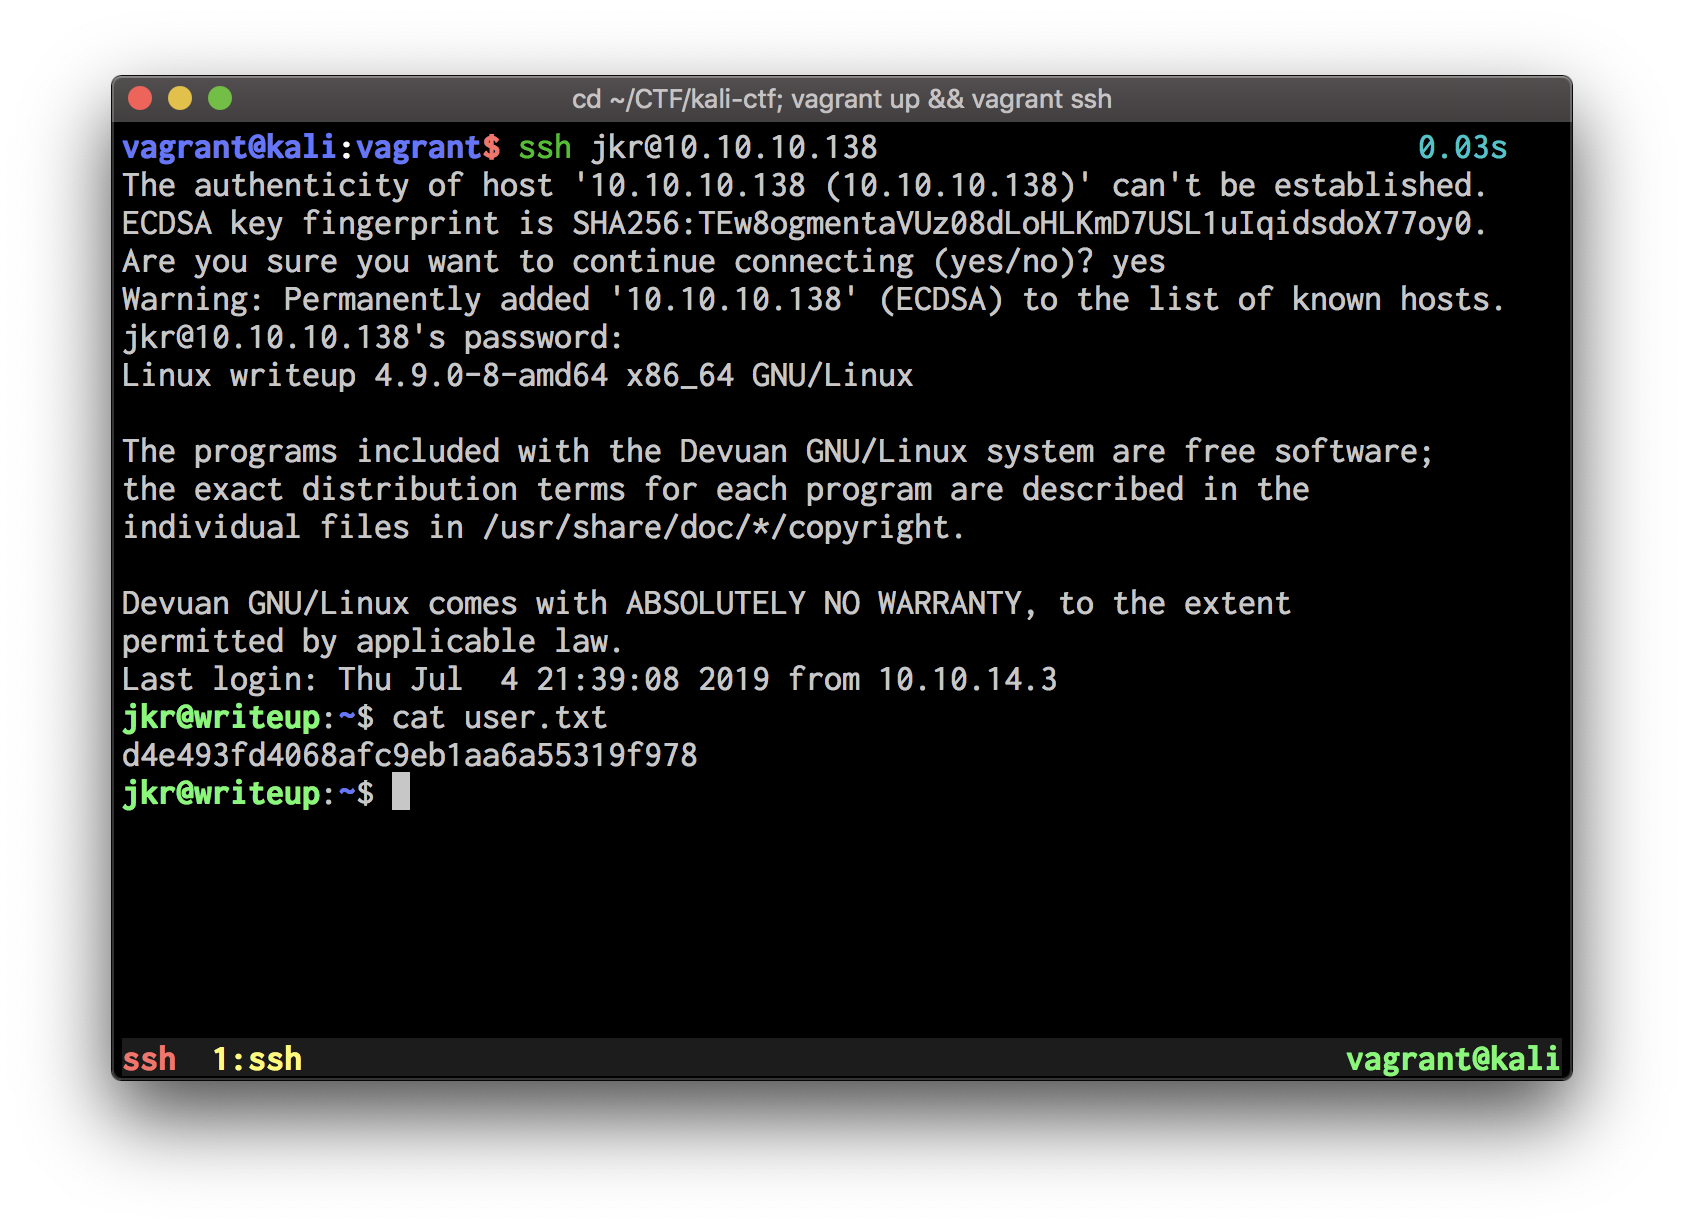 cd ~/CTF/kali-ctf; vagrant up && vagrant ssh
vagrant@kali:vagrant$ ssh jkr@10.10.10.138 0.03s
The authenticity of host '10.10.10.138 (10.10.10.138)' can't be established.
ECDSA key fingerprint is SHA256:TEw8ogmentaVUz08dLoHLKmD7USL1uIqidsdoX77oy0.
Are you sure you want to continue connecting (yes/no)? yes
Warning: Permanently added '10.10.10.138' (ECDSA) to the list of known hosts.
jkr@10.10.10.138's password:
Linux writeup 4.9.0-8-amd64 x86_64 GNU/Linux
The programs included with the Devuan GNU/Linux system are free software;
the exact distribution terms for each program are described in the
individual files in /usr/share/doc/*/copyright.
Devuan GNU/Linux comes with ABSOLUTELY NO WARRANTY, to the extent
permitted by applicable law.
Last login: Thu Jul  4 21:39:08 2019 from 10.10.14.3
jkr@writeup:~$ cat user.txt
d4e493fd4068afc9eb1aa6a55319f978
jkr@writeup:~$
ssh 1:ssh vagrant@kali